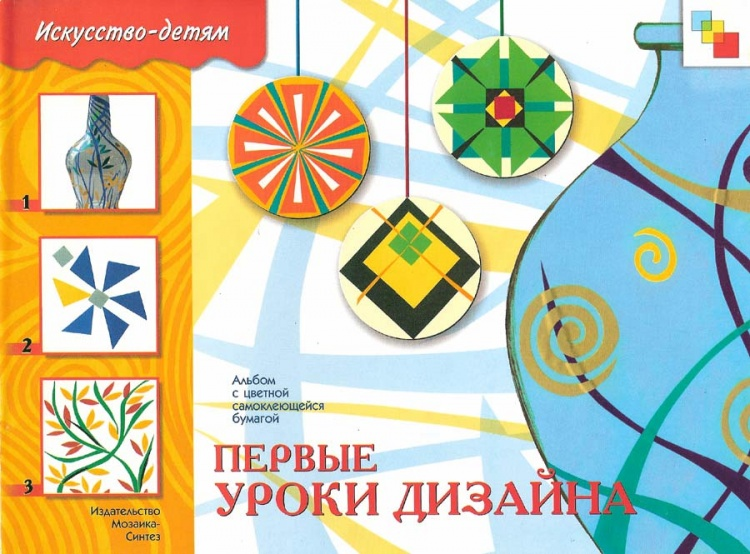 Искусство-детям
1
2
3
Издательство
Мозаика-
Синтез
Альбом
с цветной
самоклеющейся
бумагой
ПЕРВЫЕ
УРОКИ ДИЗАЙНА